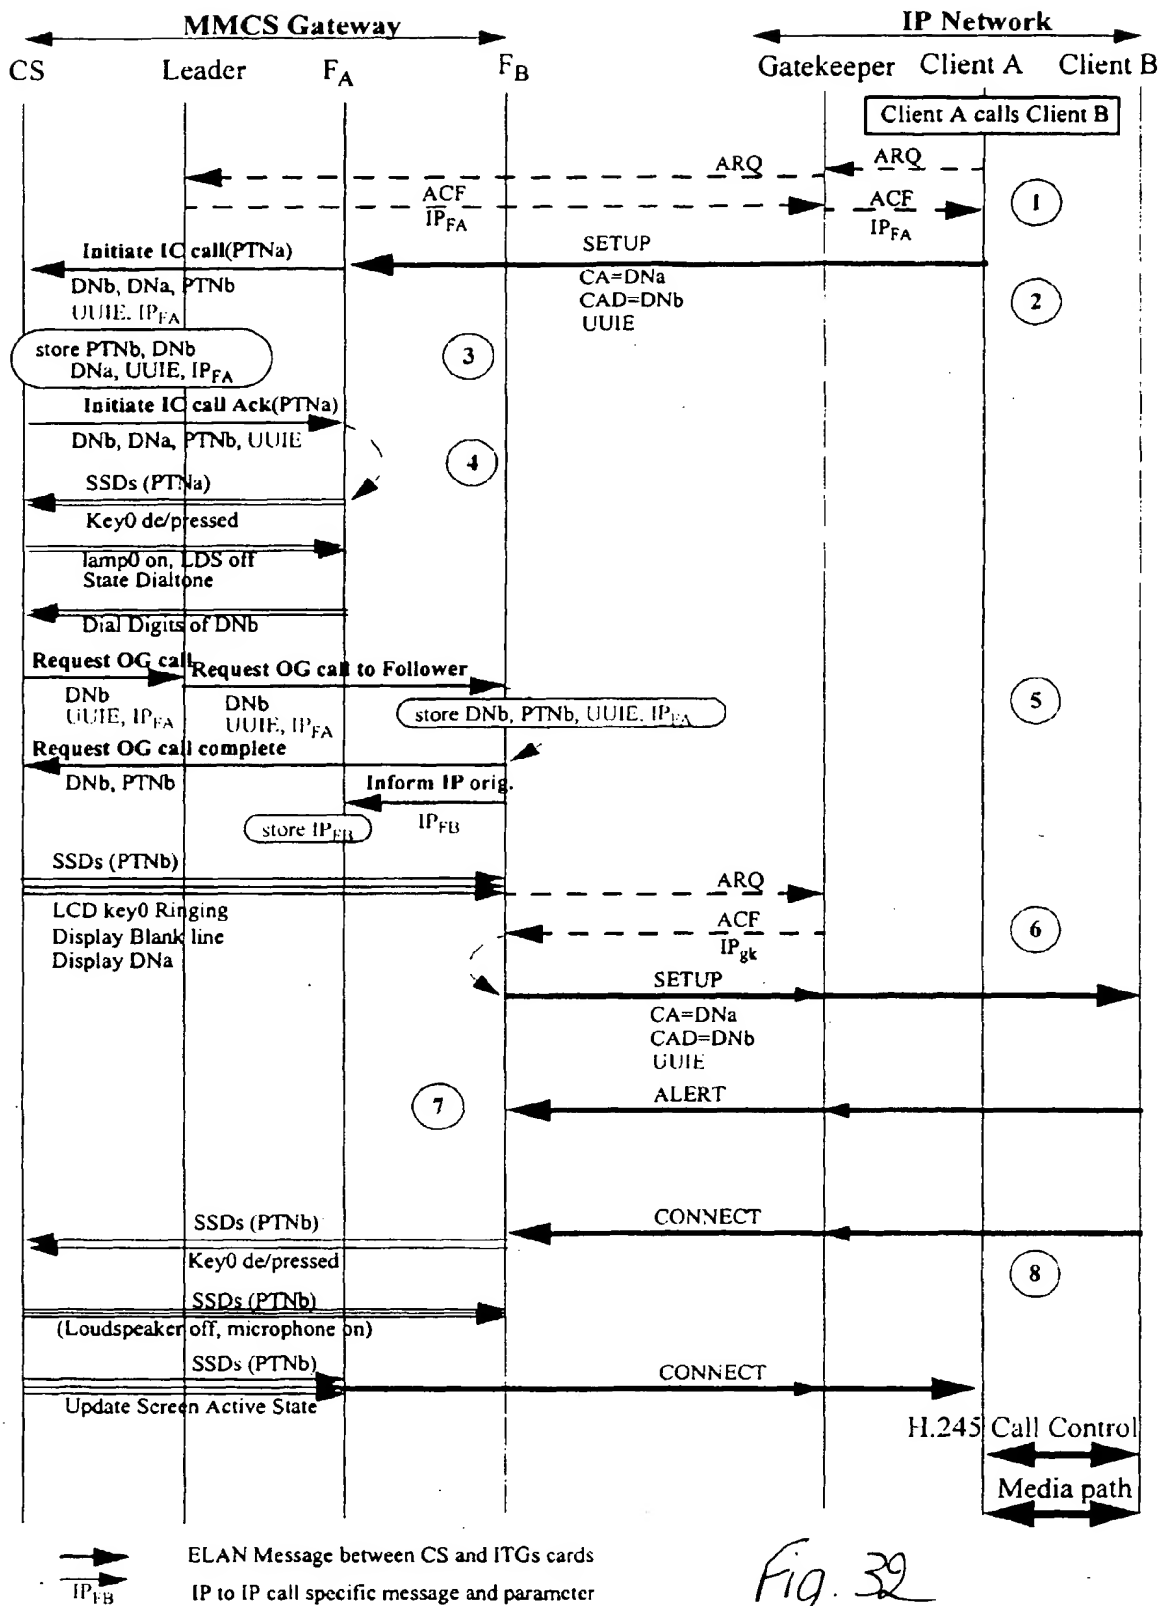 MMCS Gateway
IP Network
CS Leader FA FB Gatekeeper Client A Client B
Client A calls Client B
ARQ
ARQ
ACF
IPFA
ACF
IPFA
1
Initiate IC call(PTNa)
DNb, DNa, PTNb
UUIE, IPFA
SETUP
CA=DNa
CAD=DNb
UUIE
2
store PTNb, DNb
DNa, UUIE, IPFA
3
Initiate IC call Ack(PTNa)
DNb, DNa, PTNb, UUIE
4
SSDs (PTNa)
Key0 de/pressed
lamp0 on, LDS off
State Dialtone
Dial Digits of DNb
Request OG call
DNb
UUIE, IPFA
Request OG call to Follower
DNb
UUIE, IPFA
store DNb, PTNb, UUIE, IPFA
5
Request OG call complete
DNb, PTNb
Inform IP orig.
IPFB
store IPFB
SSDs (PTNb)
LCD key0 Ringing
Display Blank line
Display DNa
ARQ
ACF
IPgk
6
SETUP
CA=DNa
CAD=DNb
UUIE
7
ALERT
SSDs (PTNb)
Key0 de/pressed
CONNECT
8
SSDs (PTNb)
(Loudspeaker off, microphone on)
SSDs (PTNb)
Update Screen Active State
CONNECT
H.245 Call Control
Media path
ELAN Message between CS and ITGs cards
IPFB IP to IP call specific message and parameter
Fig. 32